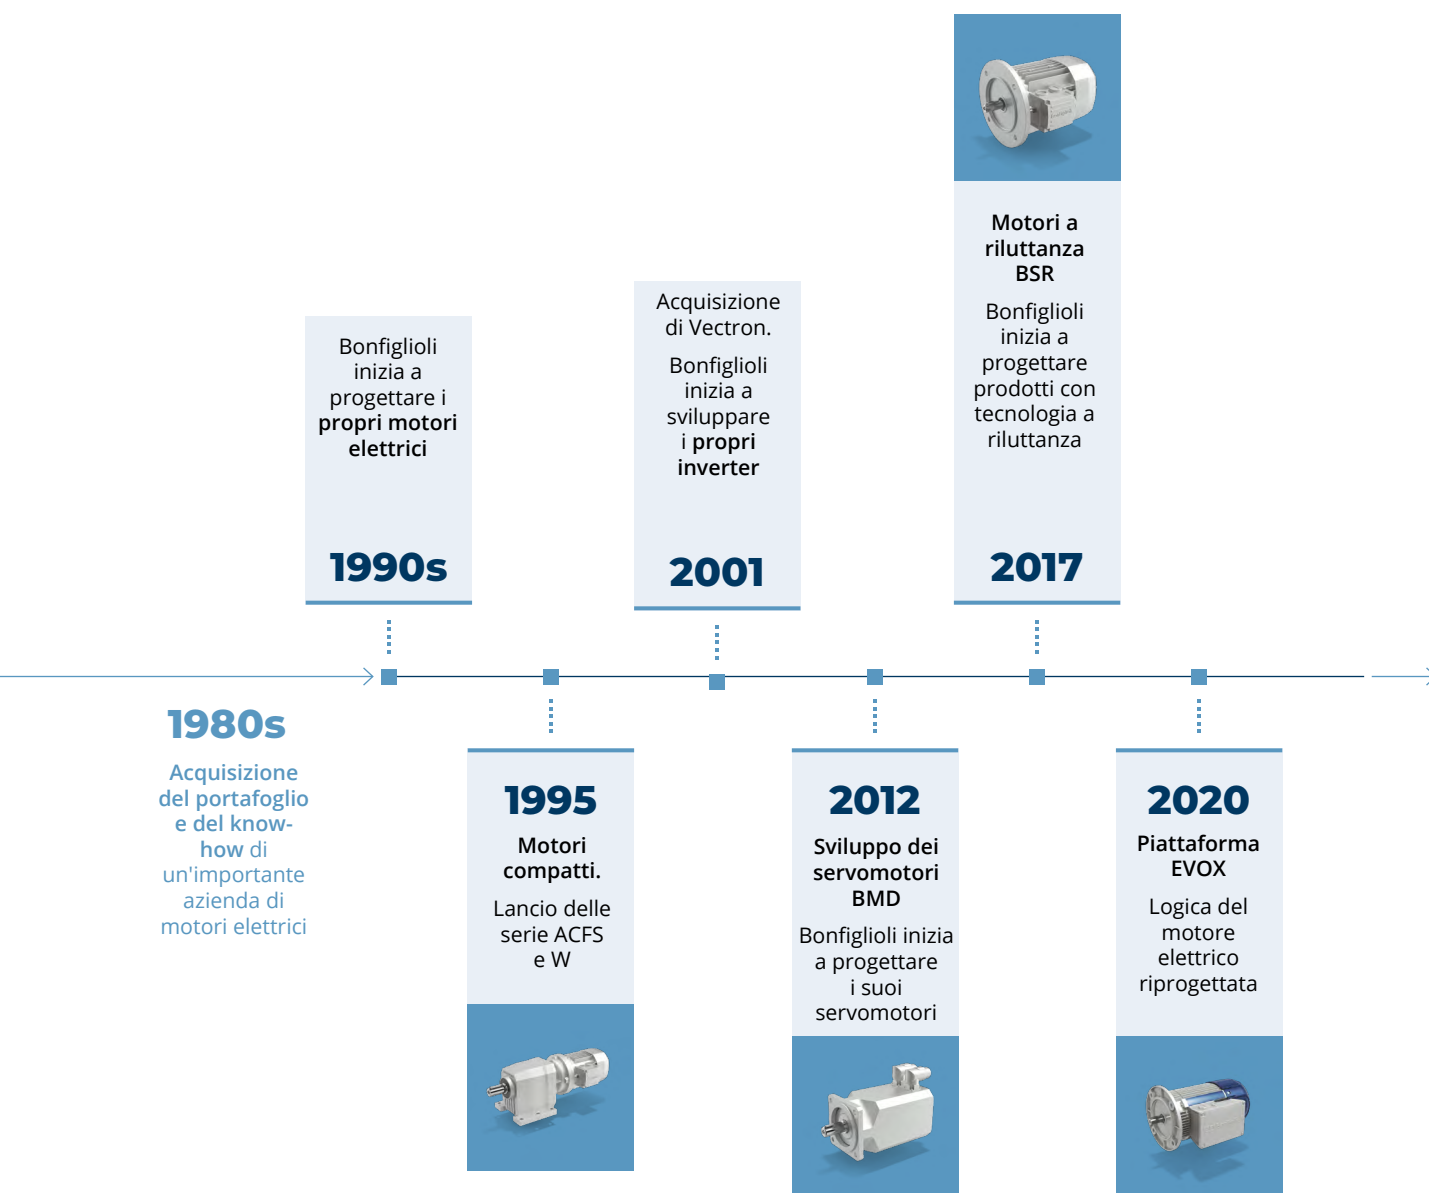 1980s
Acquisizione
del portafoglio
e del know-
how di
un'importante
azienda di
motori elettrici
Bonfiglioli
inizia a
progettare i
propri motori
elettrici
1990s
1995
Motori
compatti.
Lancio delle
serie ACFS
e W
Acquisizione
di Vectron.
Bonfiglioli
inizia a
sviluppare
i propri
inverter
2001
2012
Sviluppo dei
servomotori
BMD
Bonfiglioli inizia
a progettare
i suoi
servomotori
Motori a
riluttanza
BSR
Bonfiglioli
inizia a
progettare
prodotti con
tecnologia a
riluttanza
2017
2020
Piattaforma
EVOX
Logica del
motore
elettrico
riprogettata